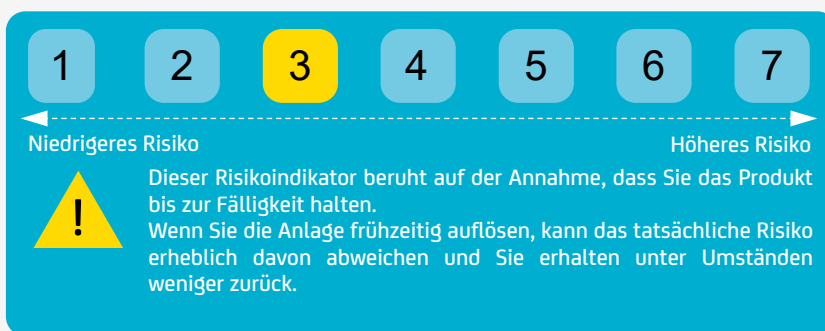 1 2 3 4 5 6 7
Niedrigeres Risiko Höheres Risiko
!
Dieser Risikoindikator beruht auf der Annahme, dass Sie das Produkt
bis zur Fälligkeit halten.
Wenn Sie die Anlage frühzeitig auflösen, kann das tatsächliche Risiko
erheblich davon abweichen und Sie erhalten unter Umständen
weniger zurück.